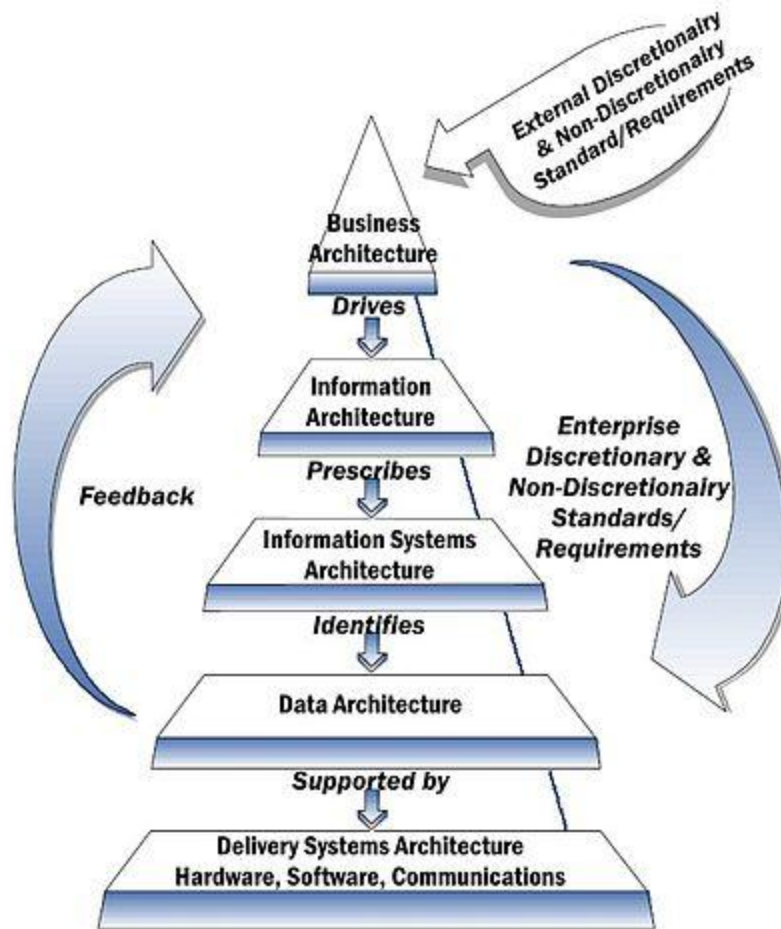 External Discretionairy
& Non-Discretionairy
Standard/Requirements
Business
Architecture
Drives
Information
Architecture
Prescribes
Feedback
Enterprise
Discretionary &
Non-Discretionairy
Standards/
Requirements
Information Systems
Architecture
Identifies
Data Architecture
Supported by
Delivery Systems Architecture
Hardware, Software, Communications